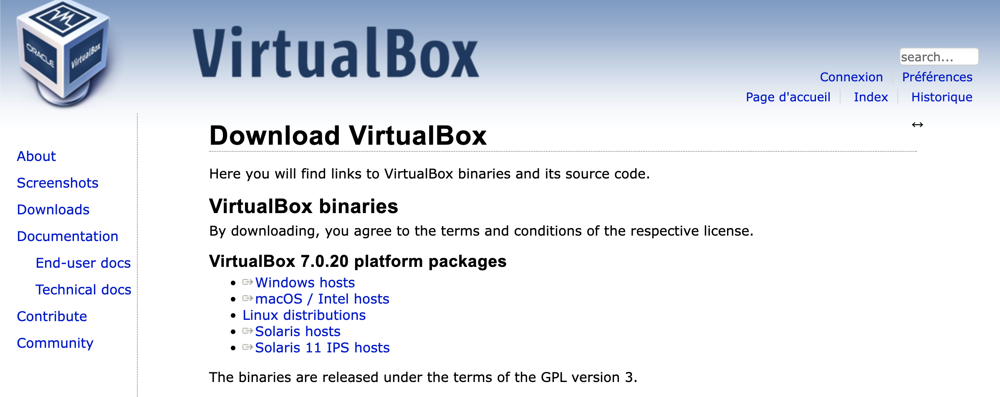 ORACLE
VirtualBox
VirtualBox
search...
Connexion Préférences
Page d'accueil Index Historique
About
Screenshots
Downloads
Documentation
End-user docs
Technical docs
Contribute
Community
↔
Download VirtualBox
Here you will find links to VirtualBox binaries and its source code.
VirtualBox binaries
By downloading, you agree to the terms and conditions of the respective license.
VirtualBox 7.0.20 platform packages
• Windows hosts
• macOS / Intel hosts
• Linux distributions
• Solaris hosts
• Solaris 11 IPS hosts
The binaries are released under the terms of the GPL version 3.